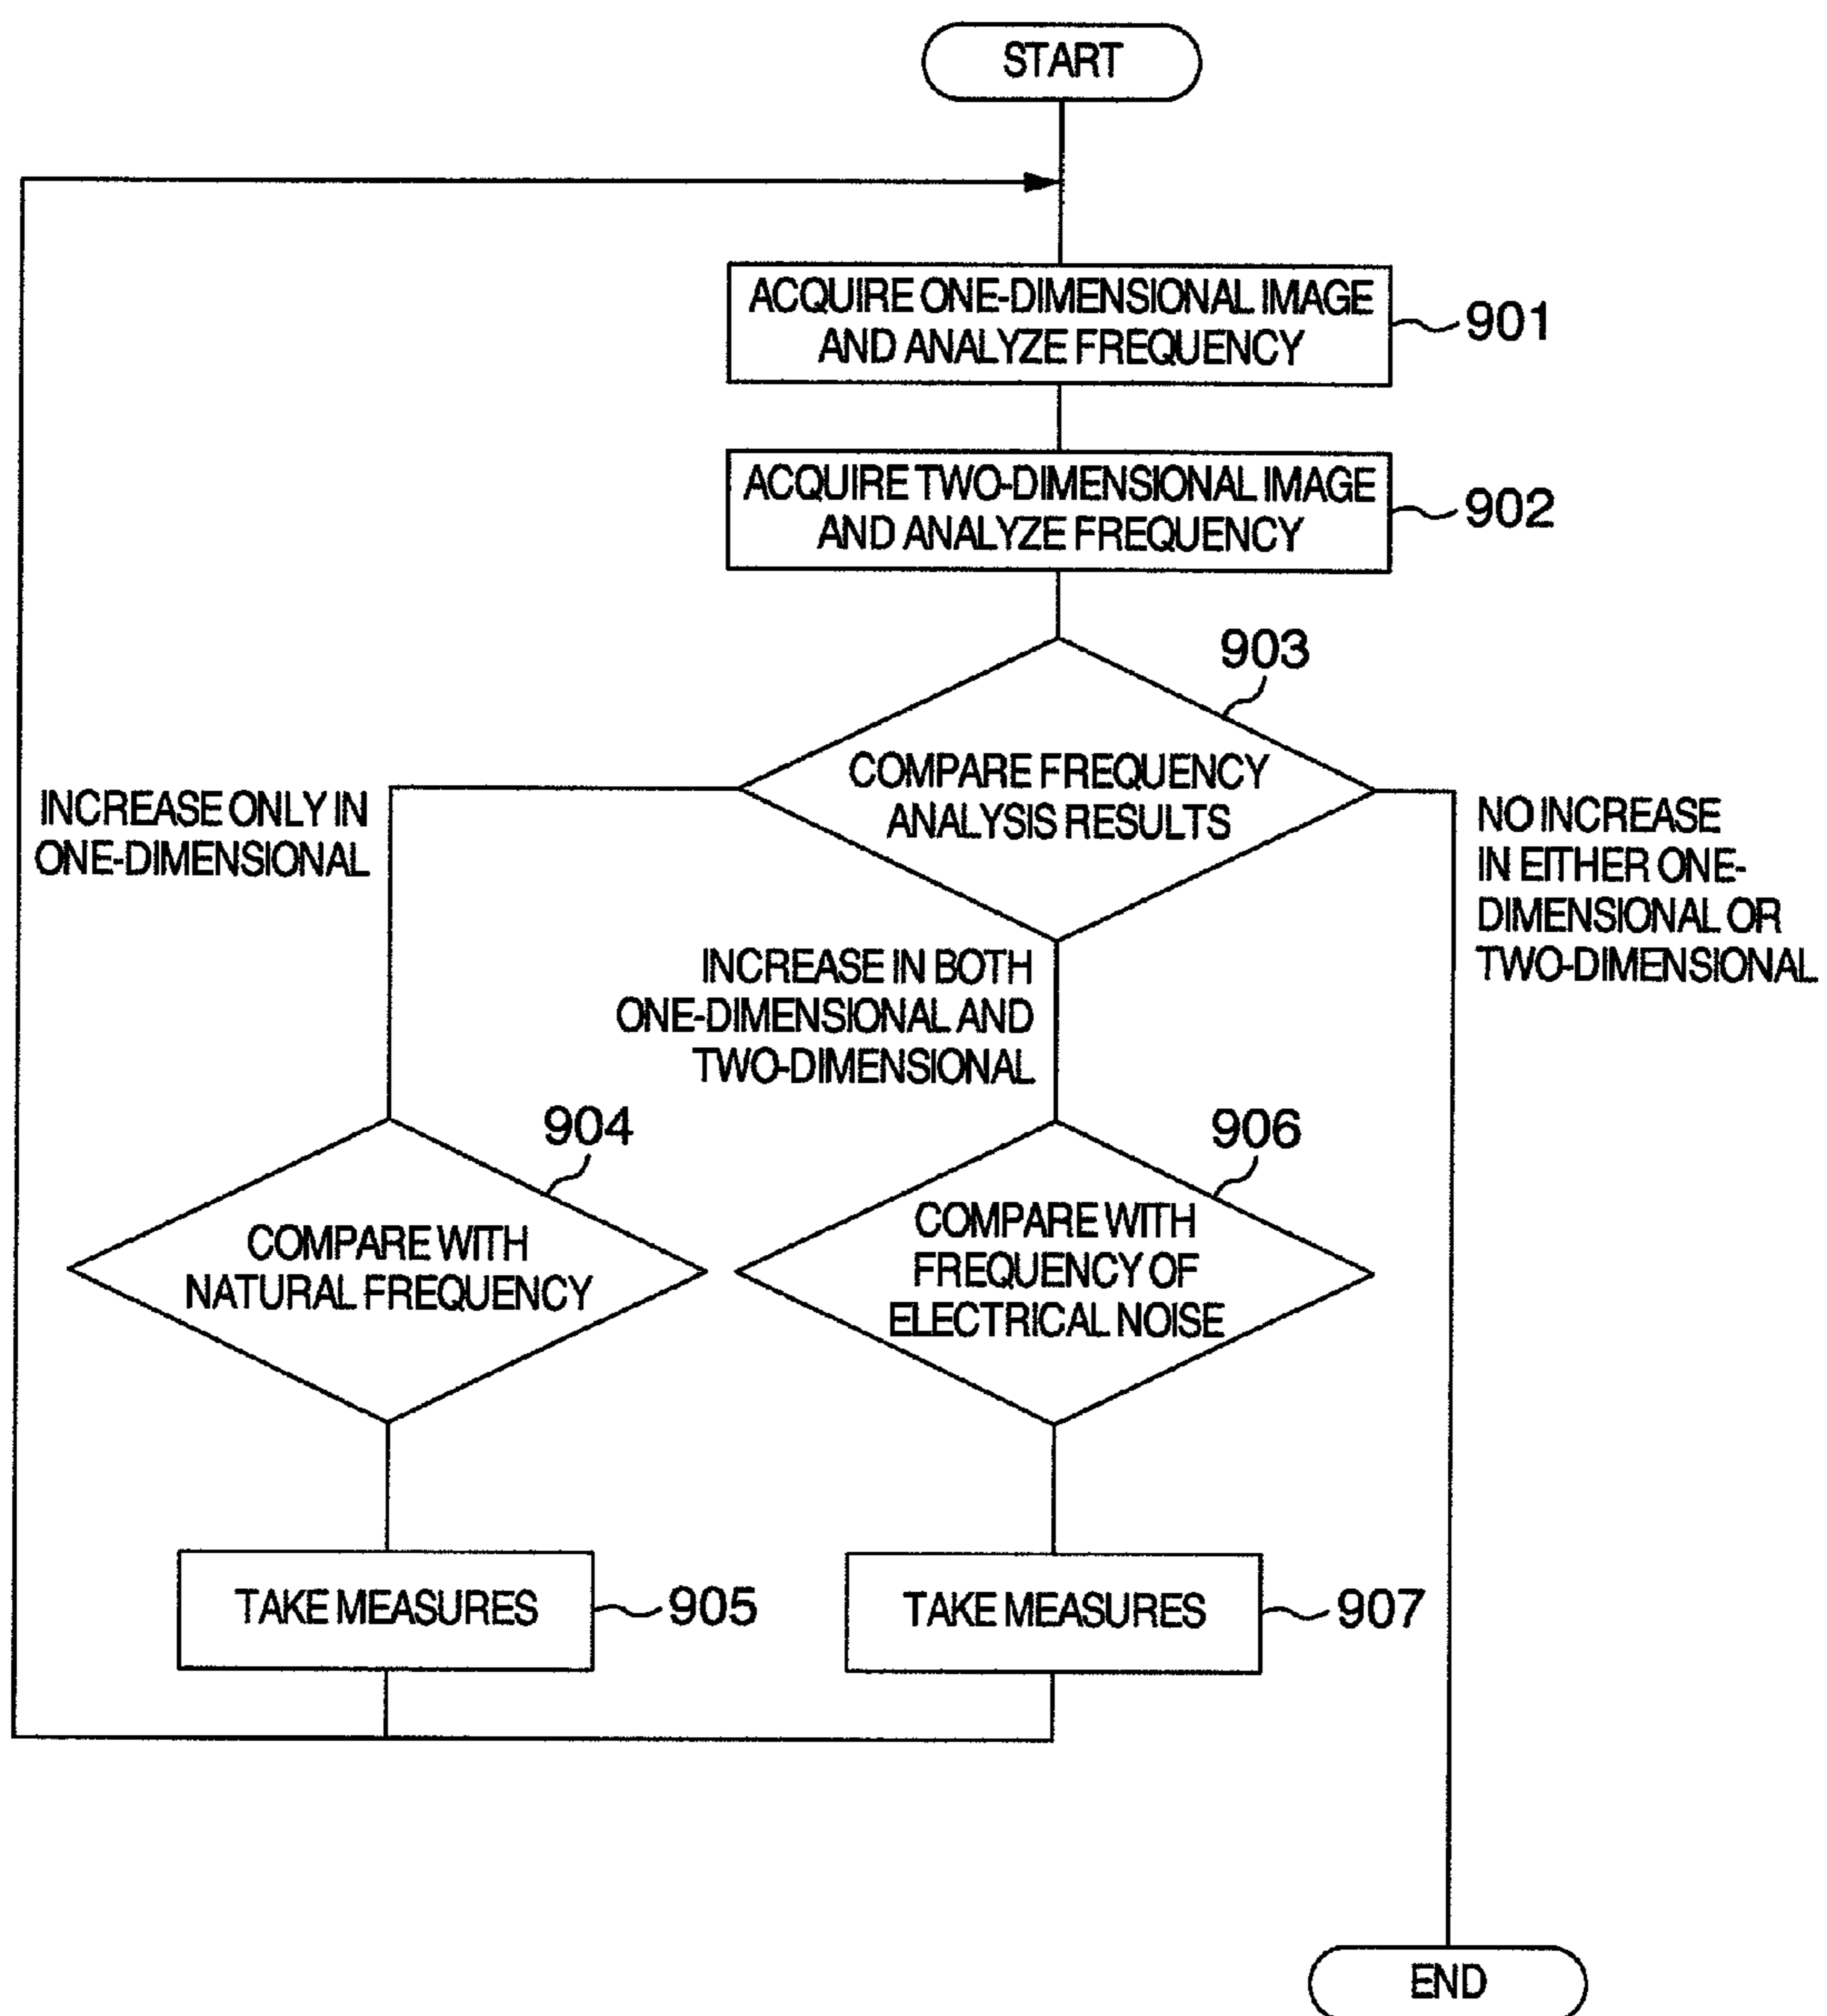 START
ACQUIRE ONE-DIMENSIONAL IMAGE
AND ANALYZE FREQUENCY
901
ACQUIRE TWO-DIMENSIONAL IMAGE
AND ANALYZE FREQUENCY
902
903
COMPARE FREQUENCY
ANALYSIS RESULTS
INCREASE ONLY IN
ONE-DIMENSIONAL
NO INCREASE
IN EITHER ONE-
DIMENSIONAL OR
TWO-DIMENSIONAL
INCREASE IN BOTH
ONE-DIMENSIONAL AND
TWO-DIMENSIONAL
904
COMPARE WITH
NATURAL FREQUENCY
906
COMPARE WITH
FREQUENCY OF
ELECTRICAL NOISE
TAKE MEASURES
905
TAKE MEASURES
907
END